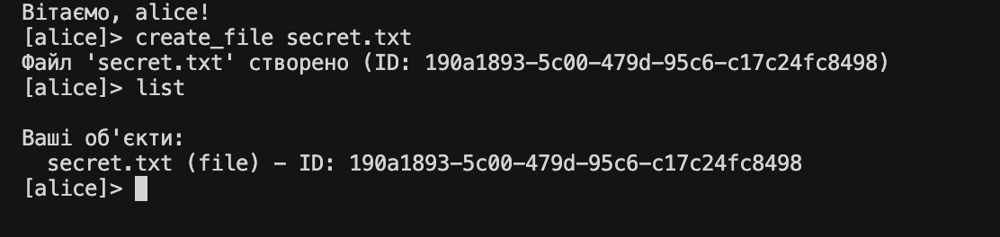 Вітаємо, alice!
[alice]> create_file secret.txt
Файл 'secret.txt' створено (ID: 190a1893-5c00-479d-95c6-c17c24fc8498)
[alice]> list
Ваші об'єкти:
secret.txt (file) - ID: 190a1893-5c00-479d-95c6-c17c24fc8498
[alice]>